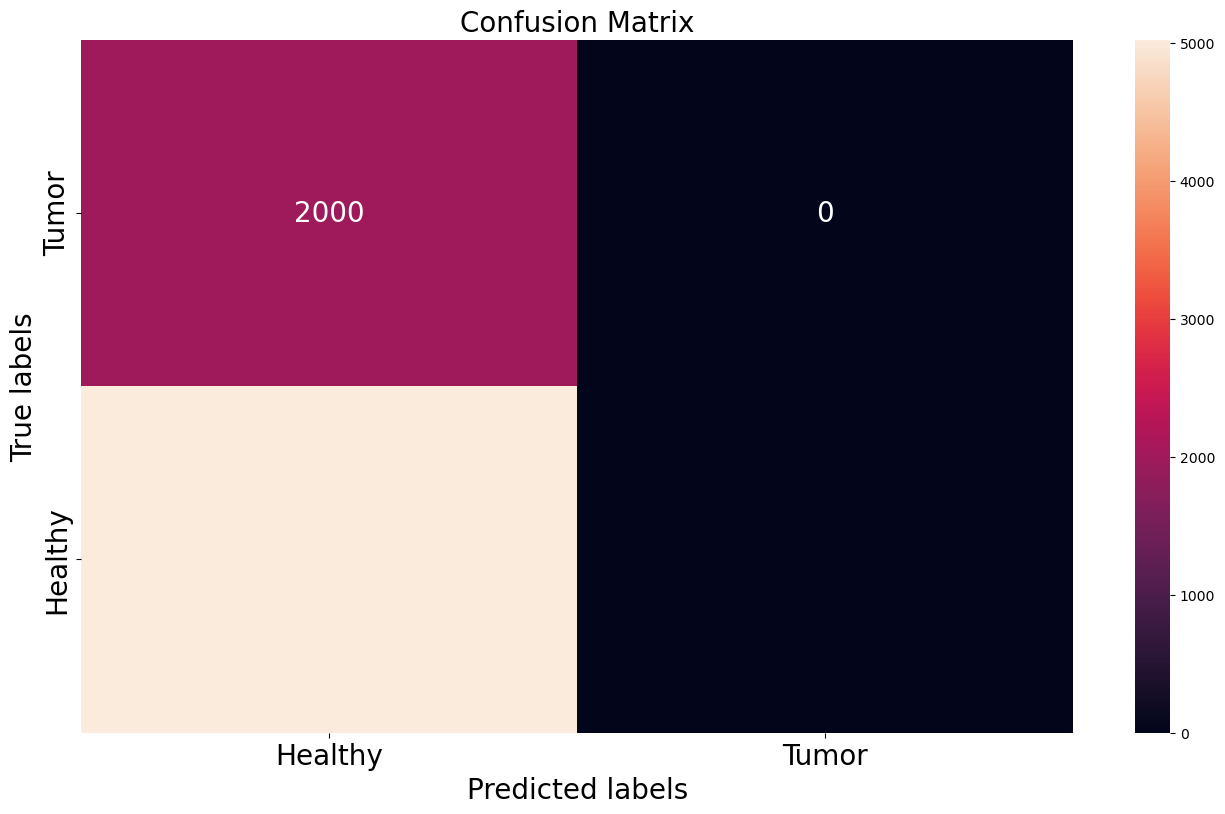 Confusion Matrix
True labels
Tumor
Healthy
2000
0
Healthy
Tumor
Predicted labels
5000
4000
3000
2000
1000
0